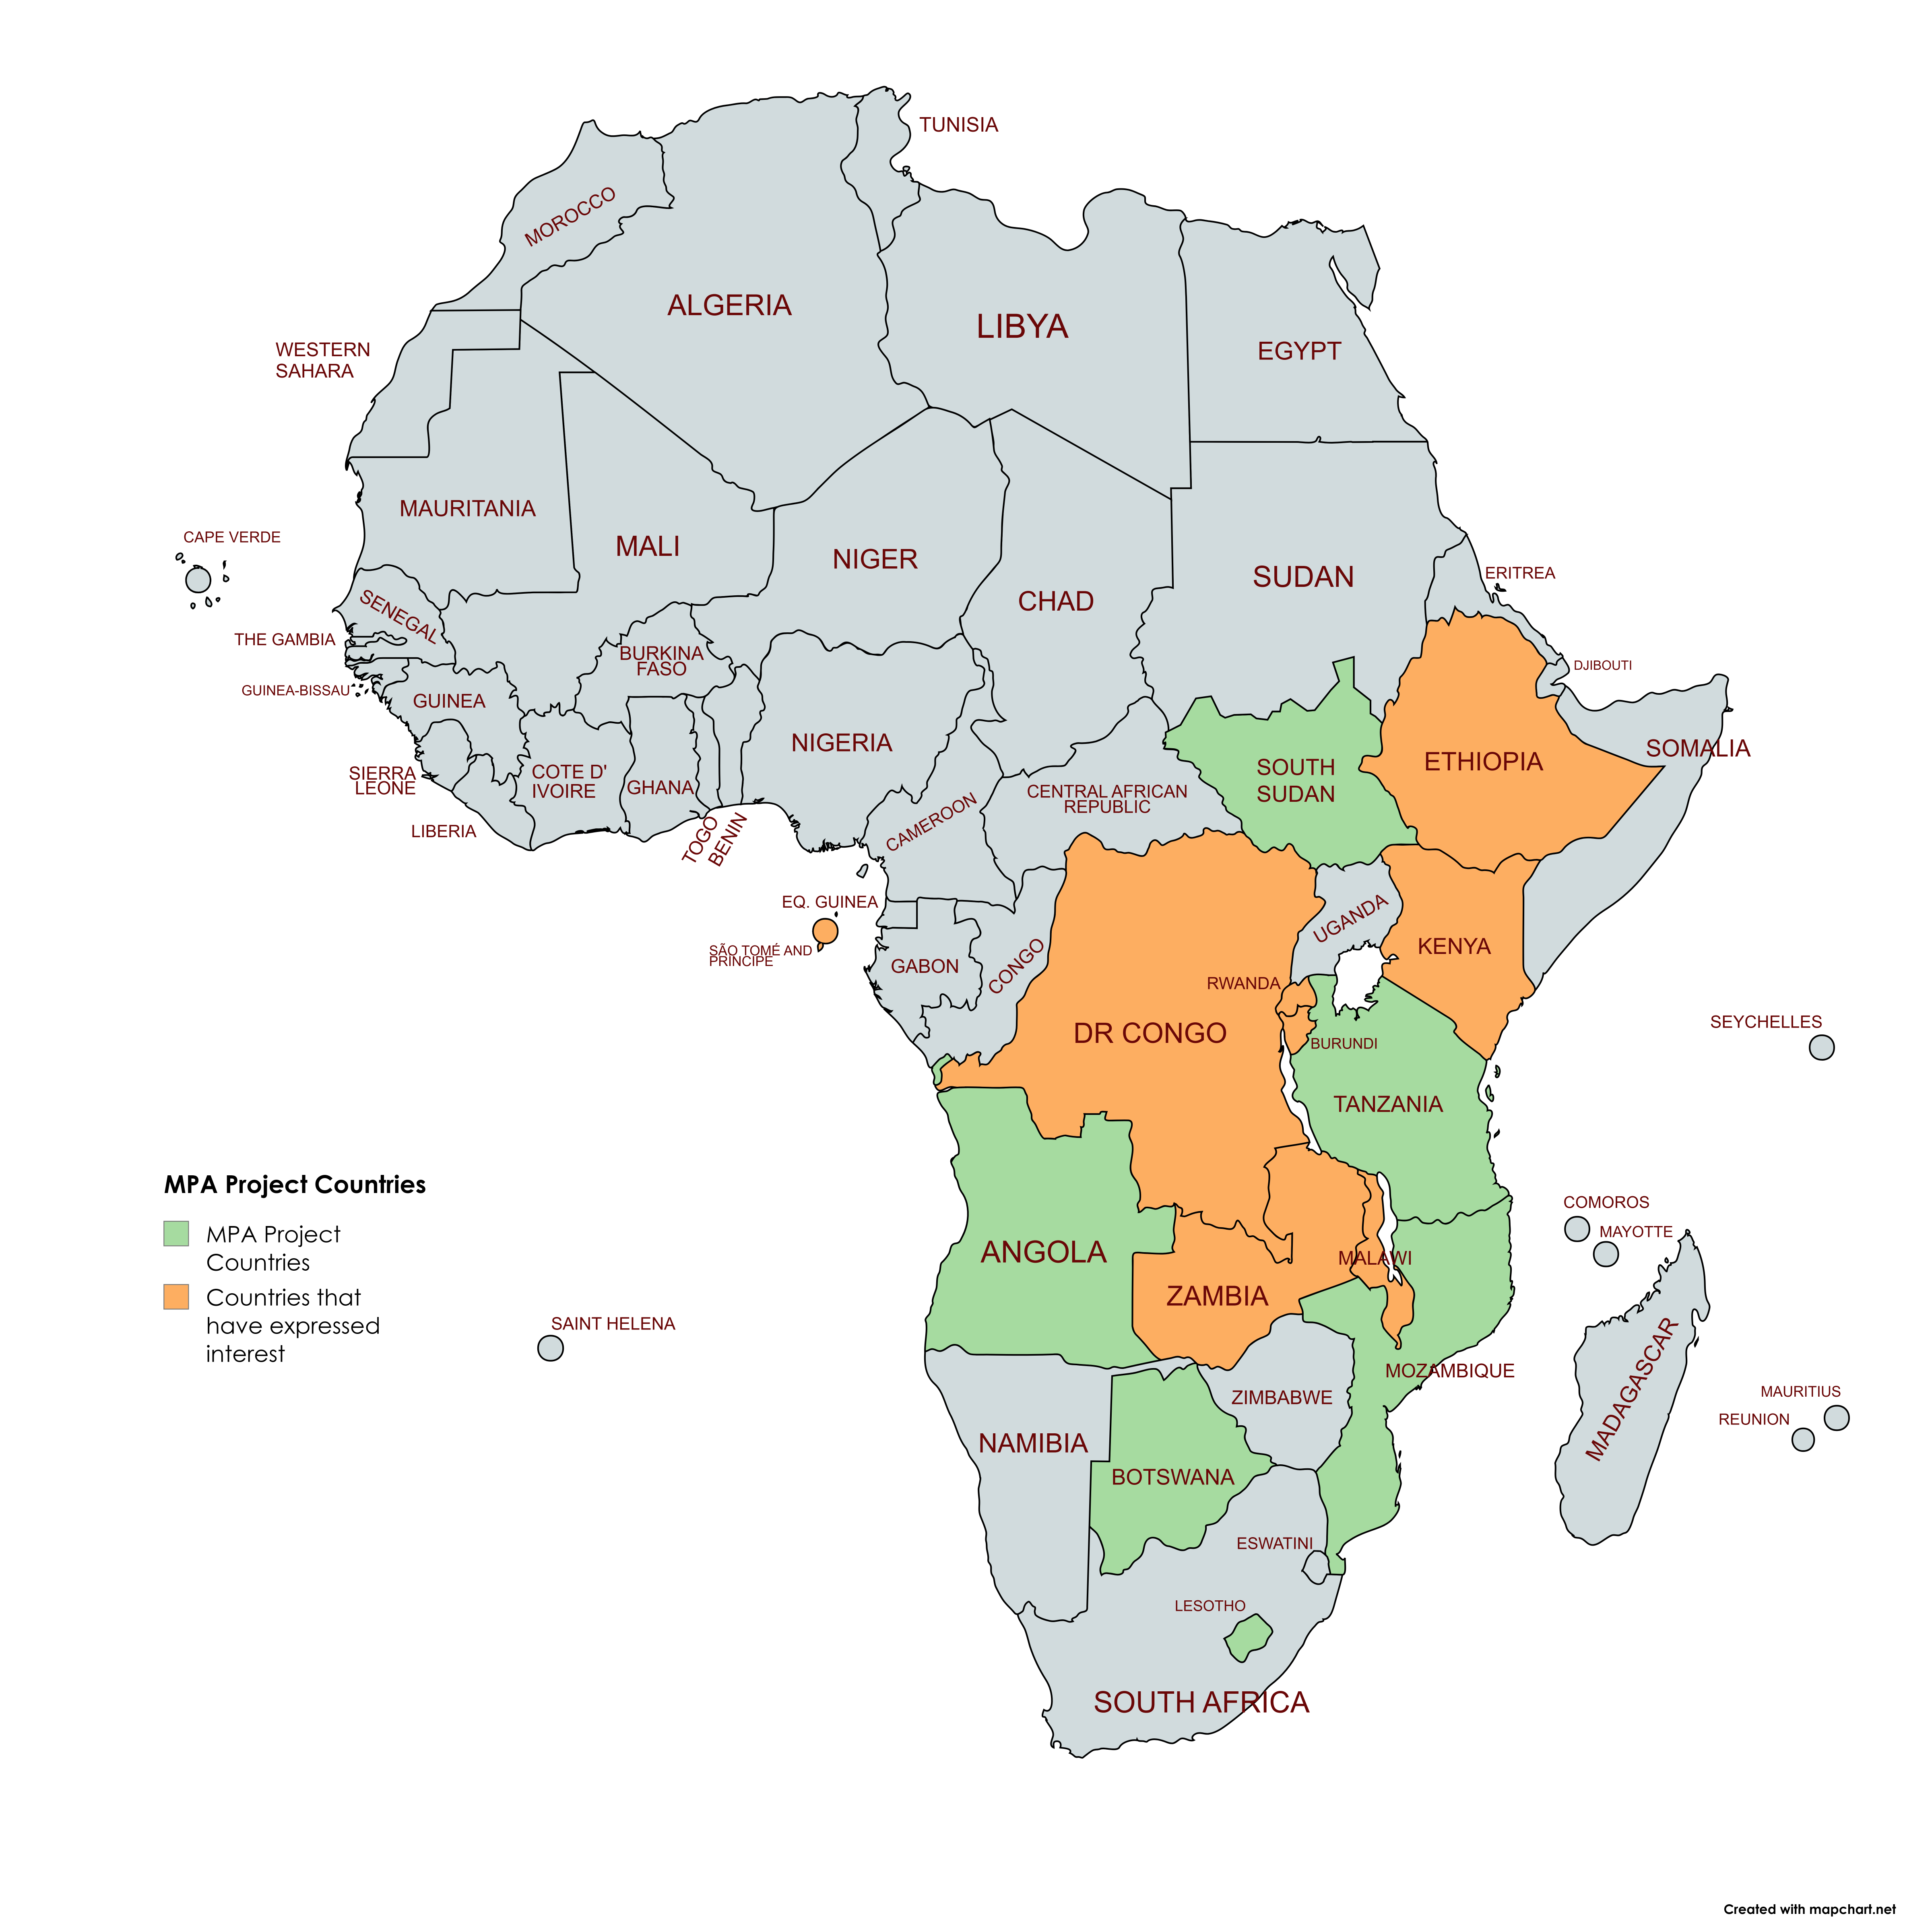 TUNISIA
MOROCCO
ALGERIA
LIBYA
EGYPT
WESTERN
SAHARA
MAURITANIA
MALI
NIGER
CHAD
SUDAN
ERITREA
CAPE VERDE
SENEGAL
THE GAMBIA
GUINEA-BISSAU
GUINEA
BURKINA
FASO
DJIBOUTI
NIGERIA
SOMALIA
ETHIOPIA
SOUTH
SUDAN
SIERRA
LEONE
COTE D'
IVOIRE
GHANA
CENTRAL AFRICAN
REPUBLIC
CAMEROON
LIBERIA
TOGO
BENIN
EQ. GUINEA
SÃO TOMÉ AND
PRINCIPE
GABON
CONGO
UGANDA
KENYA
RWANDA
DR CONGO
BURUNDI
SEYCHELLES
TANZANIA
MPA Project Countries
MPA Project
Countries
Countries that
have expressed
interest
COMOROS
MAYOTTE
ANGOLA
MALAWI
ZAMBIA
SAINT HELENA
MOZAMBIQUE
MADAGASCAR
ZIMBABWE
MAURITIUS
REUNION
NAMIBIA
BOTSWANA
ESWATINI
LESOTHO
SOUTH AFRICA
Created with mapchart.net